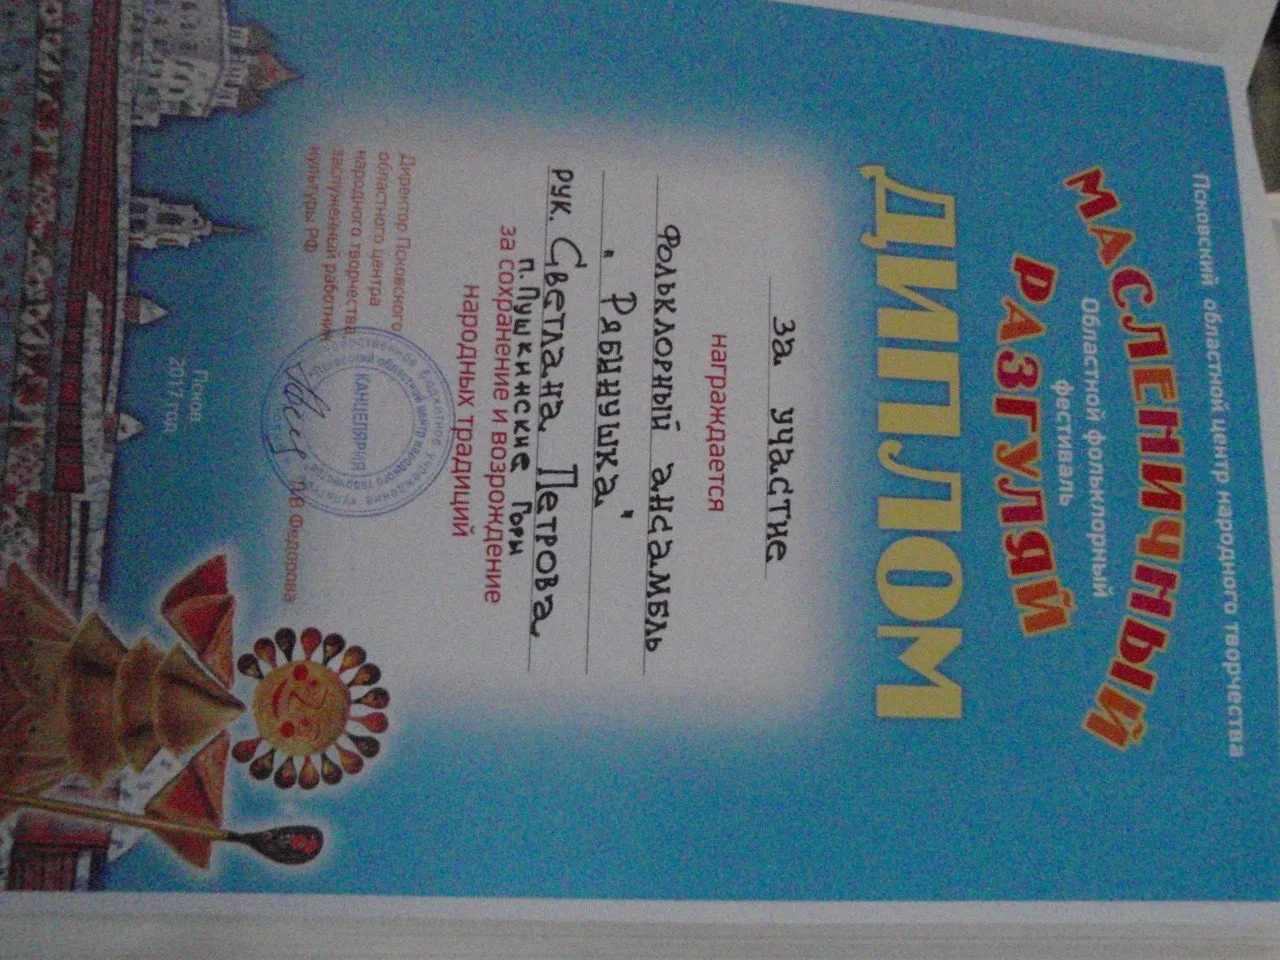 Псковский областной центр народного творчества
МАСЛЕНИЧНЫЙ
РАЗГУЛЯЙ
Областной фольклорный
фестиваль
ДИПЛОМ
за участие
награждается
Фольклорный ансамбль
"Рябинушка"
рук. Светлана Петрова
п. Пушкинские Горы
за сохранение и возрождение
народных традиций
Директор Псковского
областного центра
народного творчества
заслуженный работник
культуры РФ
КАНЦЕЛЯРИЯ
Федорова
Псков
2017 год